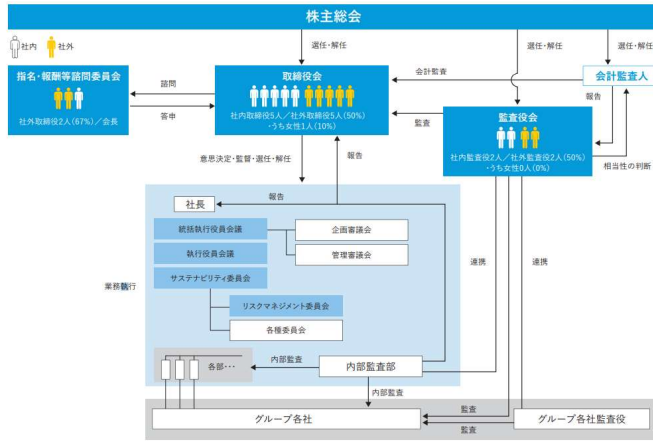 株主総会
社内
社外
選任・解任
選任・解任
選任・解任
指名・報酬等諮問委員会
社外取締役2人(67%)／会長
諮問
答申
取締役会
社内取締役5人／社外取締役5人(50%)
・うち女性1人(10%)
会計監査
会計監査人
報告
監査
監査役会
社内監査役2人／社外監査役2人(50%)
・うち女性0人(0%)
相当性の判断
意思決定・監督・選任・解任
報告
報告
社長
統括執行役員会議
企画審議会
執行役員会議
管理審議会
サステナビリティ委員会
業務執行
リスクマネジメント委員会
各種委員会
連携
連携
各部・・・
内部監査
内部監査部
内部監査
グループ各社
監査
監査
グループ各社監査役